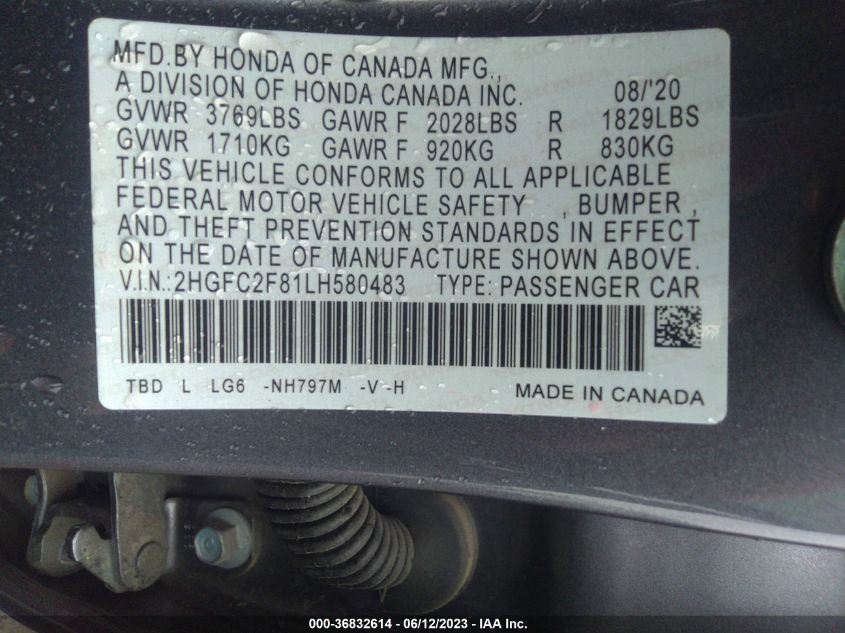 MFD.BY HONDA OF CANADA MFG.,
A DIVISION OF HONDA CANADA INC. 08/'20
GVWR 3769LBS GAWR F 2028LBS R 1829LBS
GVWR 1710KG GAWR F 920KG R 830KG
THIS VEHICLE CONFORMS TO ALL APPLICABLE
FEDERAL MOTOR VEHICLE SAFETY , BUMPER ,
AND THEFT PREVENTION STANDARDS IN EFFECT
ON THE DATE OF MANUFACTURE SHOWN ABOVE.
V.I.N.:2HGFC2F81LH580483 TYPE: PASSENGER CAR
TBD L LG6 -NH797M -V -H MADE IN CANADA
000-36832614 - 06/12/2023 - IAA Inc.